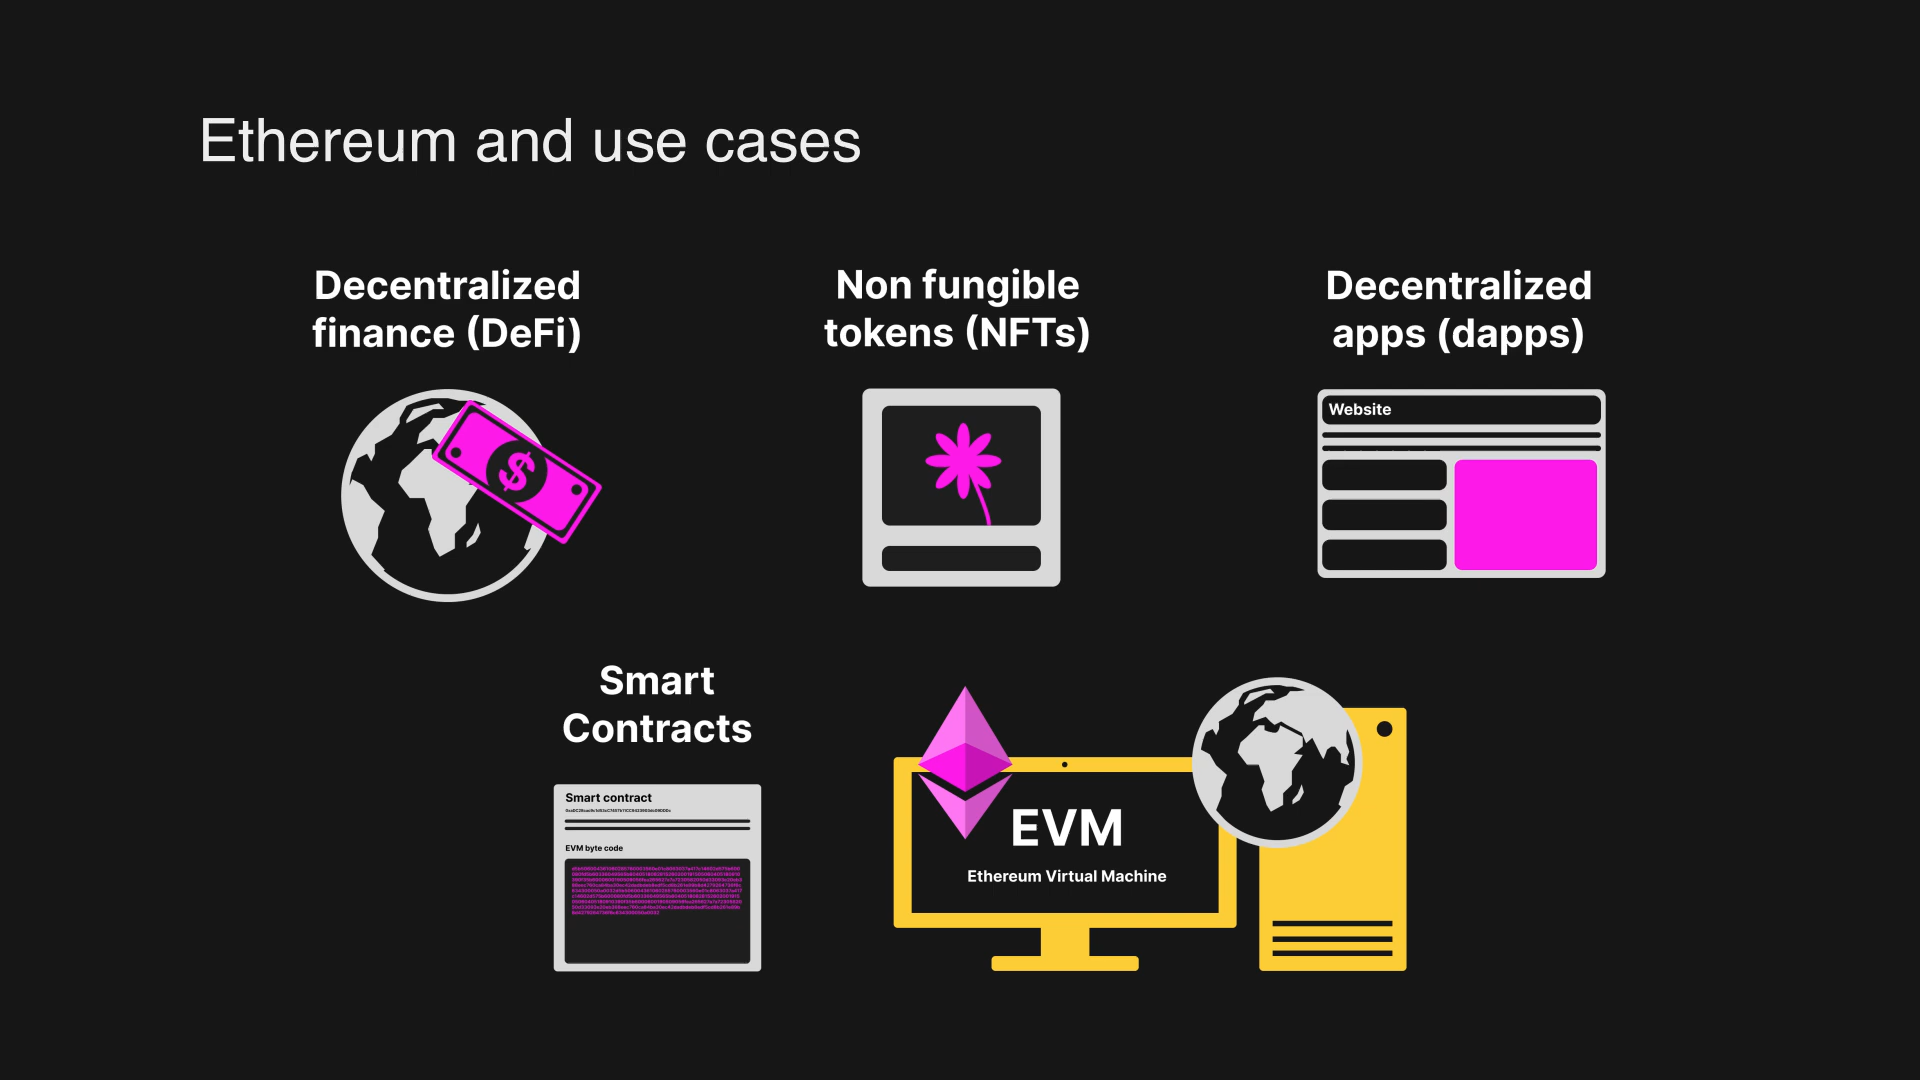 Ethereum and use cases
Decentralized
finance (DeFi)
Non fungible
tokens (NFTs)
Decentralized
apps (dapps)
$
Website
Smart
Contracts
Smart contract
EVM byte code
EVM
Ethereum Virtual Machine